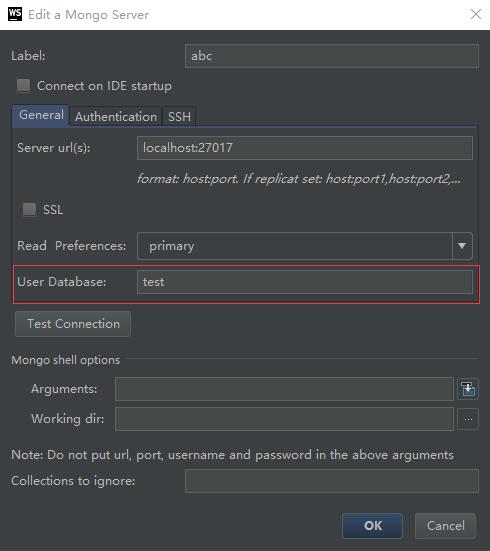 WS Edit a Mongo Server
Label: abc
Connect on IDE startup
General Authentication SSH
Server url(s): localhost:27017
format: host:port. If replicat set: host:port1,host:port2,...
SSL
Read Preferences: primary
User Database: test
Test Connection
Mongo shell options
Arguments:
Working dir: ...
Note: Do not put url, port, username and password in the above arguments
Collections to ignore:
OK Cancel